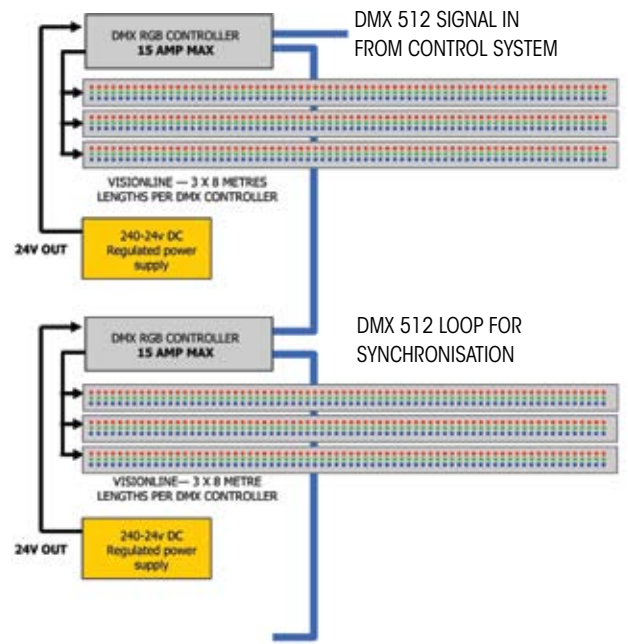 DMX 512 SIGNAL IN
FROM CONTROL SYSTEM
DMX RGB CONTROLLER
15 AMP MAX
VISIONLINE — 3 X 8 METRES
LENGTHS PER DMX CONTROLLER
24V OUT
240-24v DC
Regulated power
supply
DMX 512 LOOP FOR
SYNCHRONISATION
DMX RGB CONTROLLER
15 AMP MAX
VISIONLINE— 3 X 8 METRE
LENGTHS PER DMX CONTROLLER
24V OUT
240-24v DC
Regulated power
supply